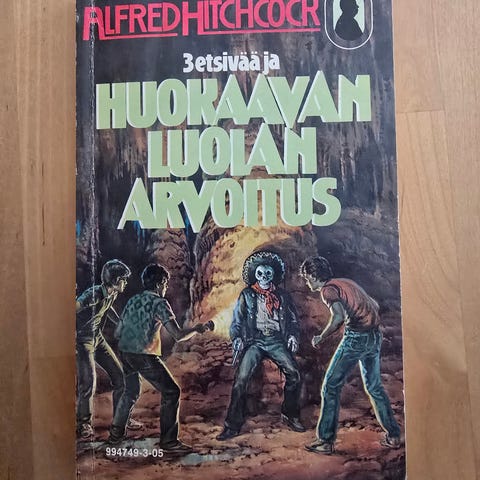 ALFRED HITCHCOCK
3 etsivää ja
HUOKAAVAN
LUOLAN
ARVOITUS
994749-3-05